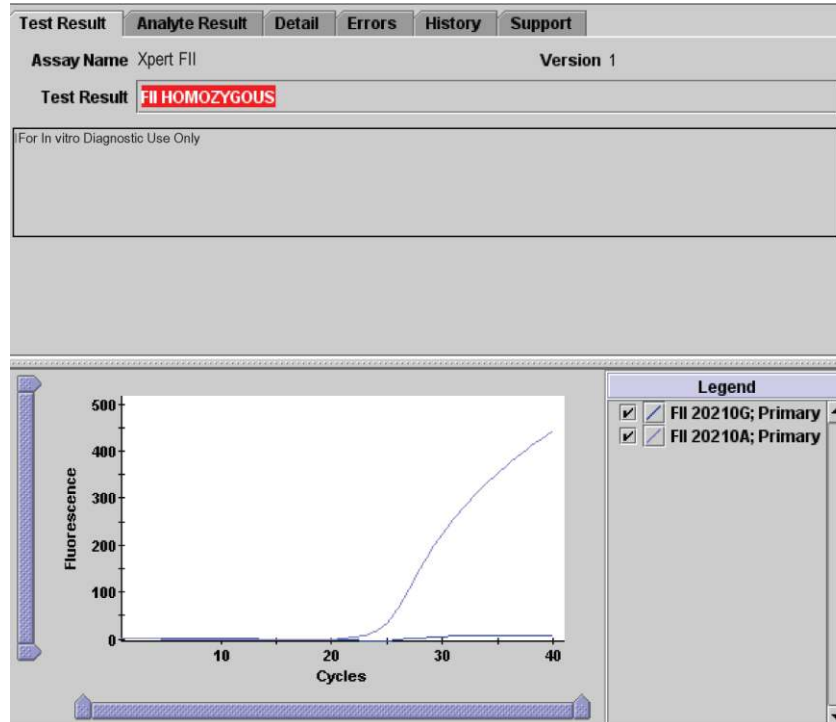 Test Result Analyte Result Detail Errors History Support
Assay Name Xpert FII Version 1
Test Result FII HOMOZYGOUS
For In vitro Diagnostic Use Only
Legend
FII 20210G; Primary
FII 20210A; Primary
500
400
300
200
100
0
Fluorescence
10 20 30 40
Cycles